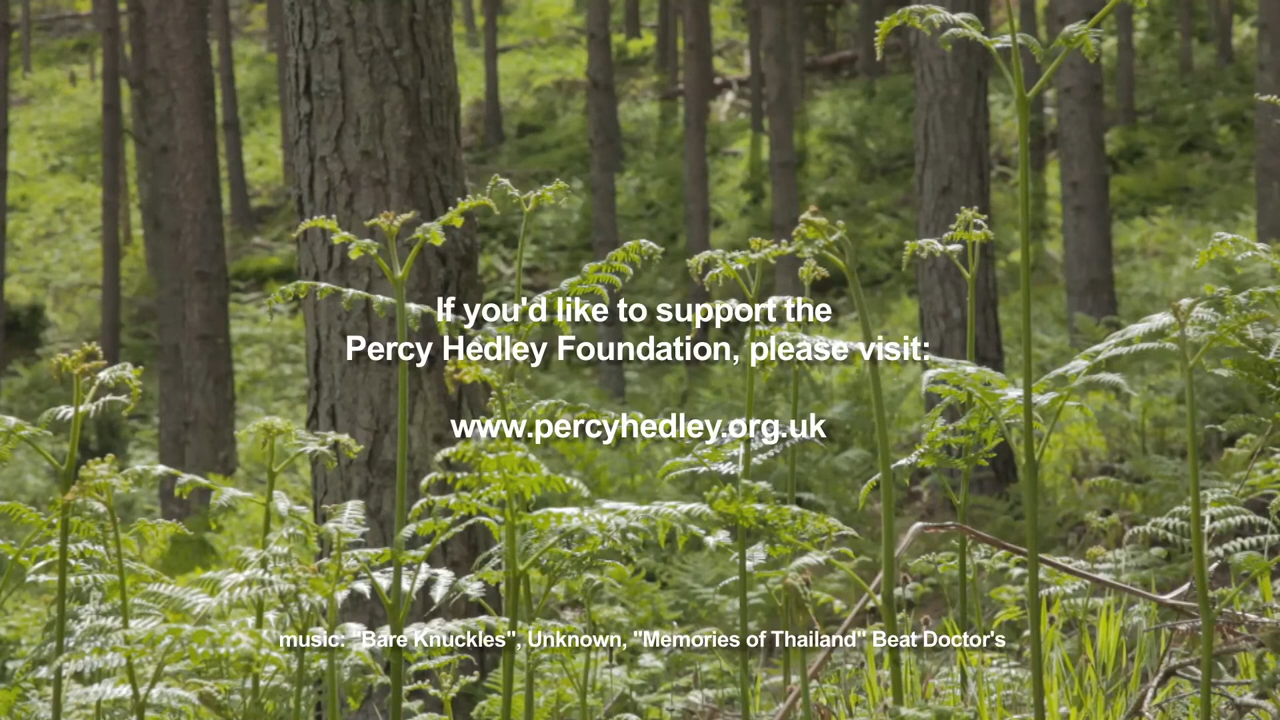 If you'd like to support the
Percy Hedley Foundation, please visit:
www.percyhedley.org.uk
music: "Bare Knuckles", Unknown, "Memories of Thailand" Beat Doctor's